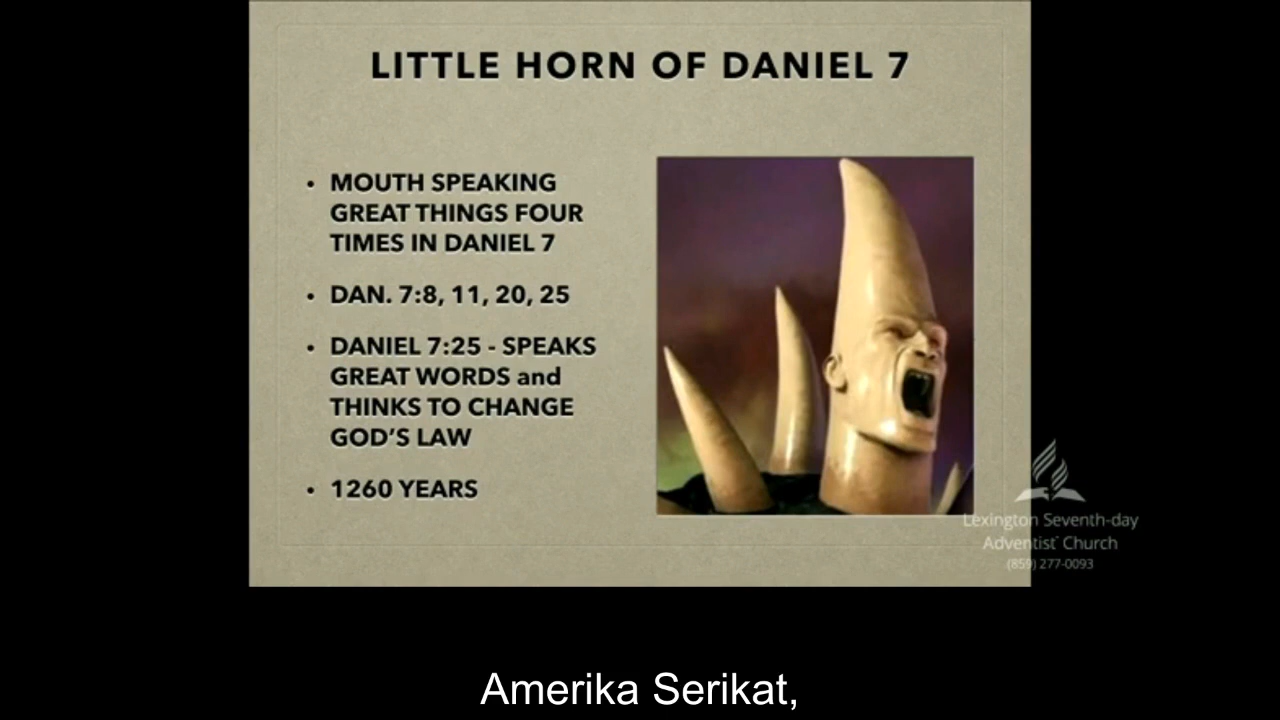 LITTLE HORN OF DANIEL 7
• MOUTH SPEAKING
GREAT THINGS FOUR
TIMES IN DANIEL 7
• DAN. 7:8, 11, 20, 25
• DANIEL 7:25 - SPEAKS
GREAT WORDS and
THINKS TO CHANGE
GOD'S LAW
• 1260 YEARS
Lexington Seventh-day
Adventist Church
(859) 277-0093
Amerika Serikat,